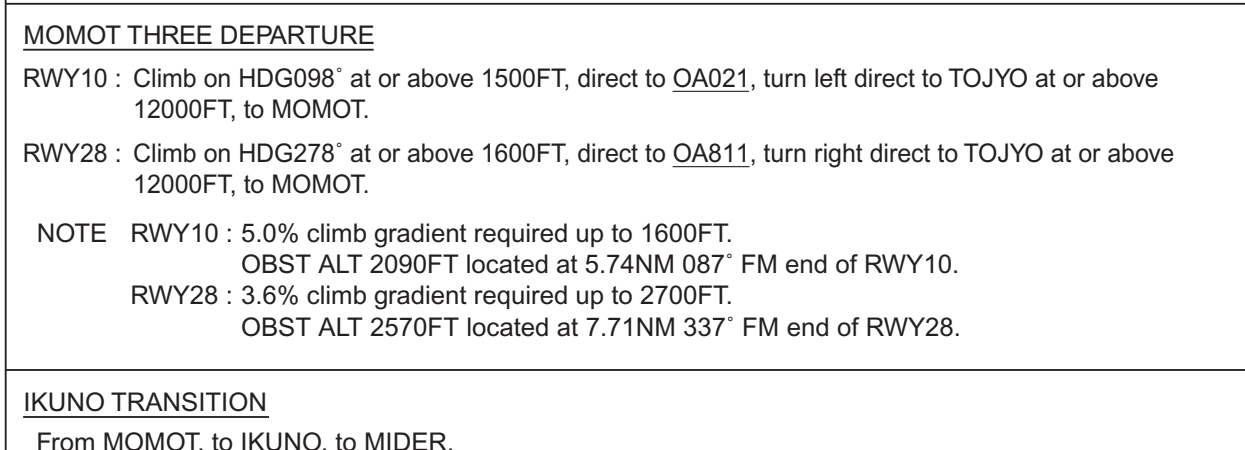 MOMOT THREE DEPARTURE
RWY10 : Climb on HDG098˚ at or above 1500FT, direct to OA021, turn left direct to TOJYO at or above
12000FT, to MOMOT.
RWY28 : Climb on HDG278˚ at or above 1600FT, direct to OA811, turn right direct to TOJYO at or above
12000FT, to MOMOT.
NOTE RWY10 : 5.0% climb gradient required up to 1600FT.
OBST ALT 2090FT located at 5.74NM 087˚ FM end of RWY10.
RWY28 : 3.6% climb gradient required up to 2700FT.
OBST ALT 2570FT located at 7.71NM 337˚ FM end of RWY28.
IKUNO TRANSITION
From MOMOT, to IKUNO, to MIDER.